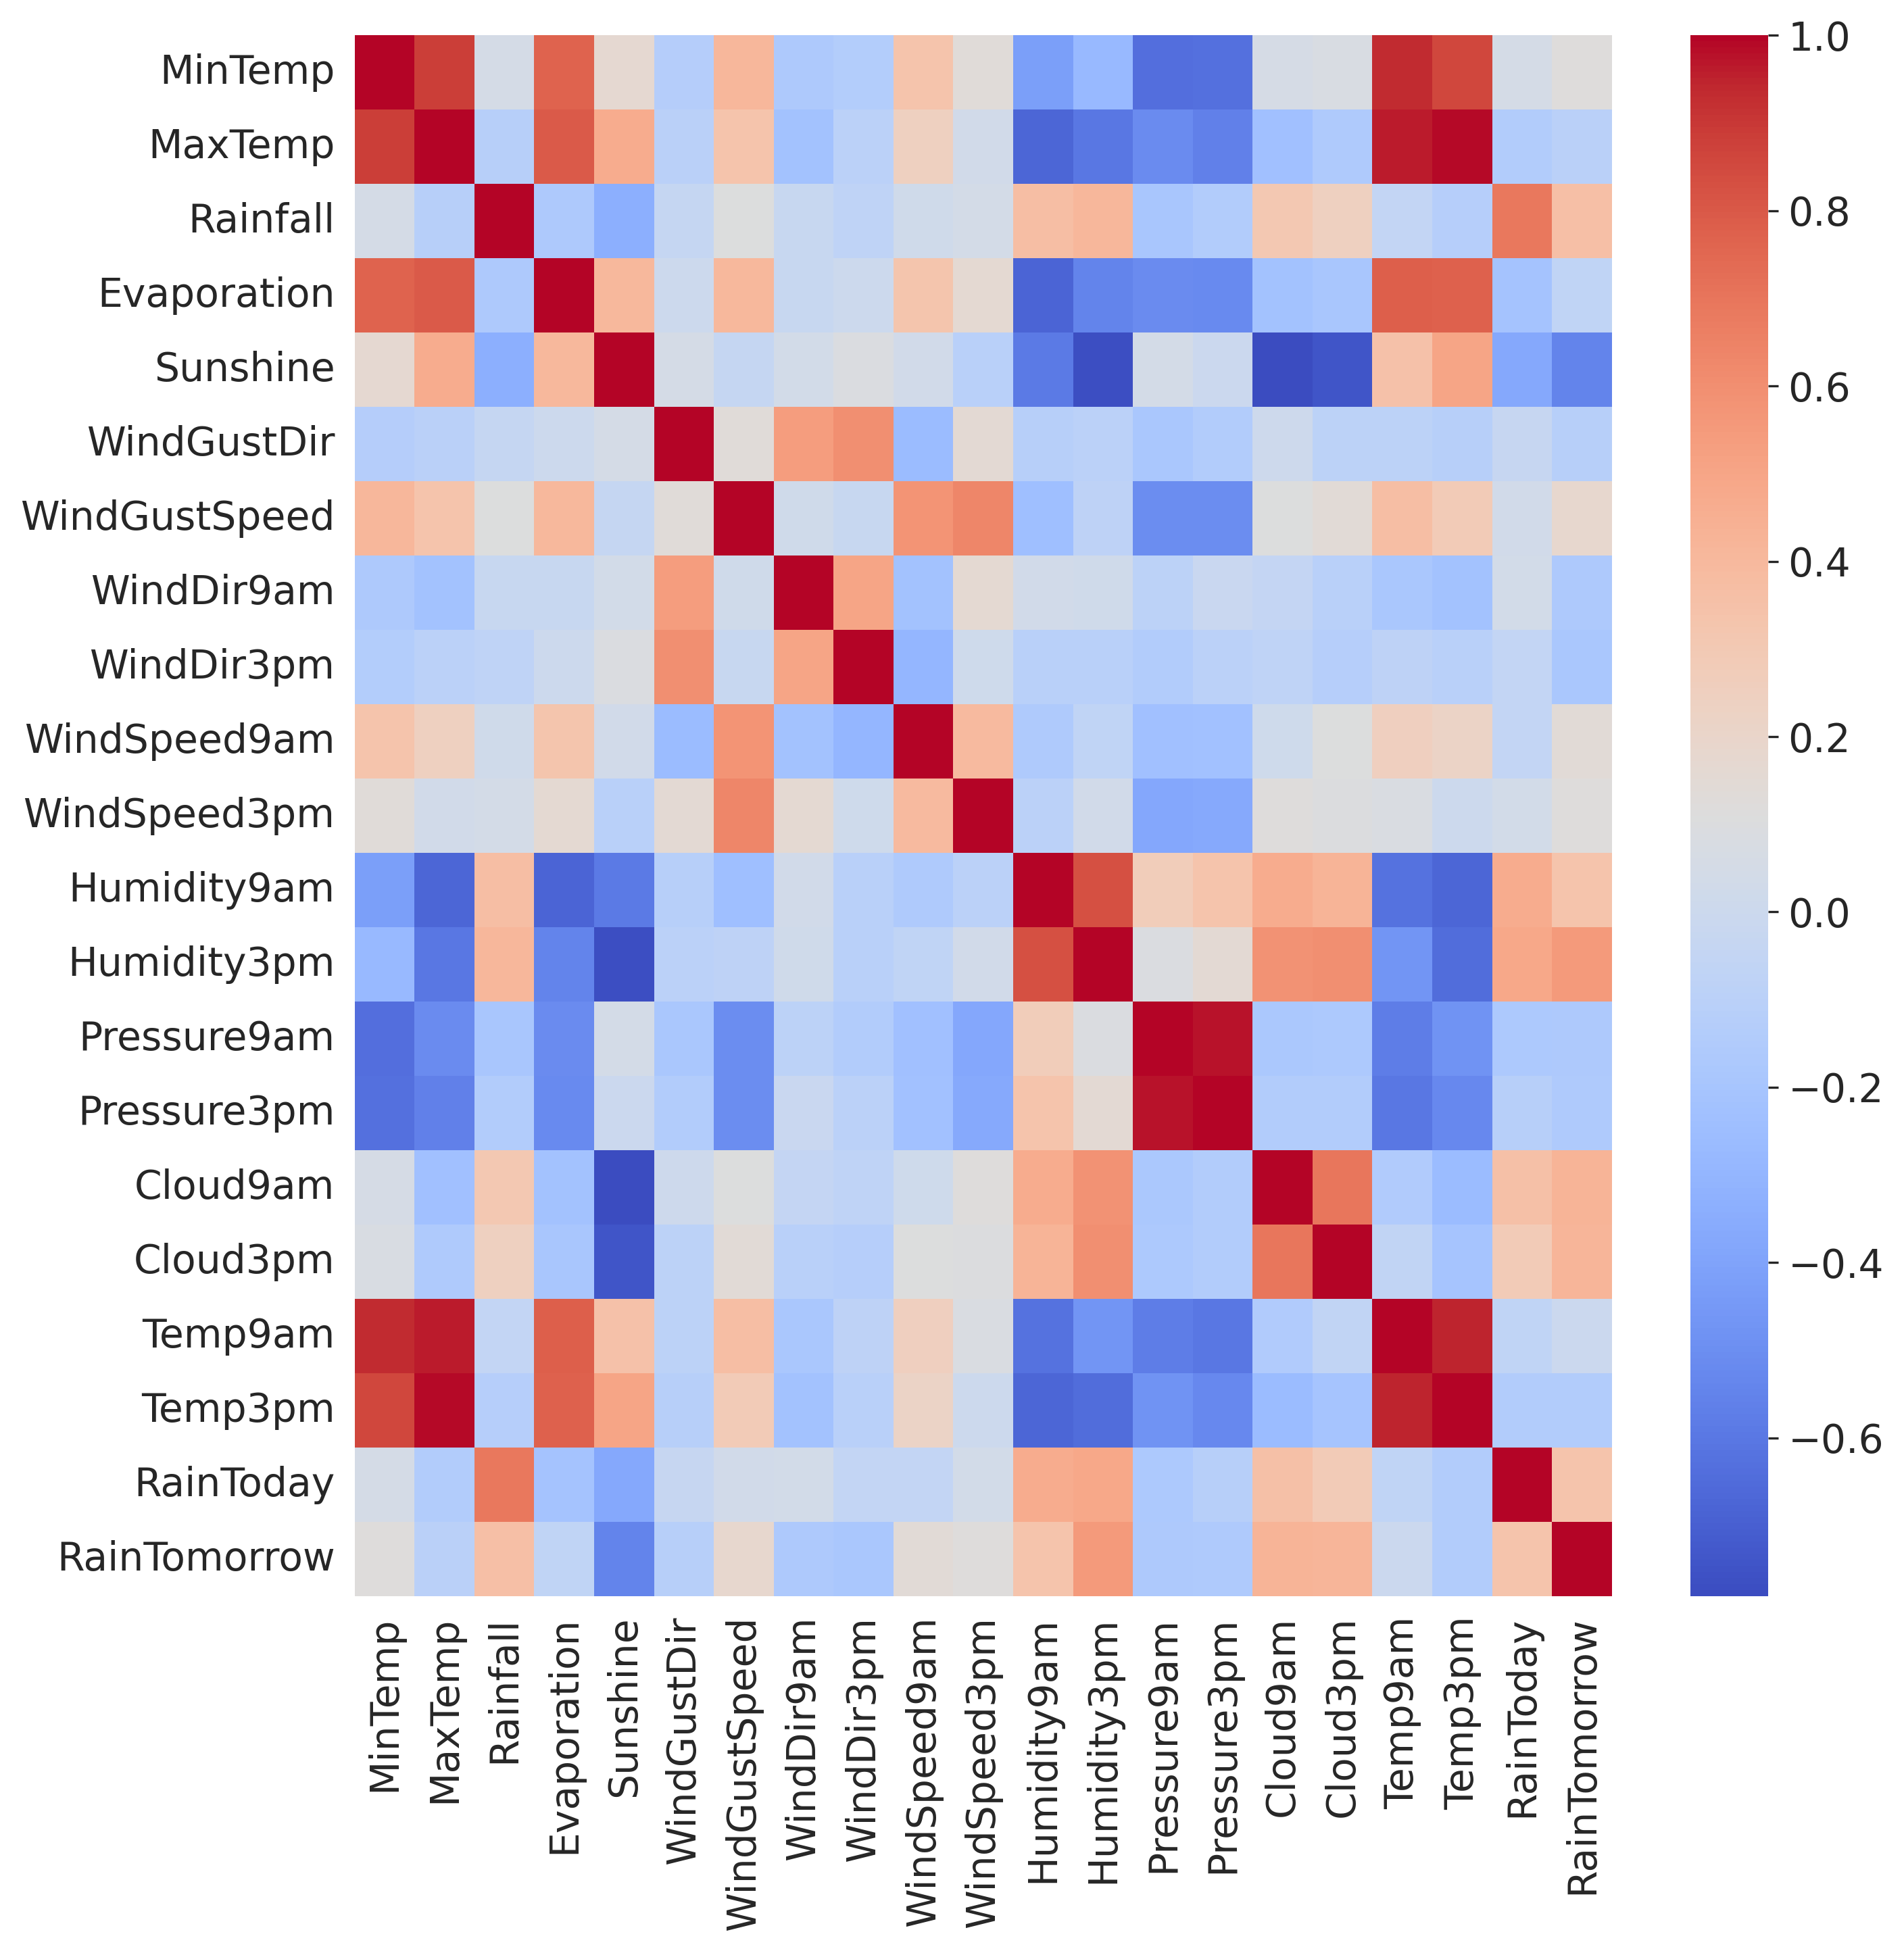 MinTemp
MaxTemp
Rainfall
Evaporation
Sunshine
WindGustDir
WindGustSpeed
WindDir9am
WindDir3pm
WindSpeed9am
WindSpeed3pm
Humidity9am
Humidity3pm
Pressure9am
Pressure3pm
Cloud9am
Cloud3pm
Temp9am
Temp3pm
RainToday
RainTomorrow
MinTemp
MaxTemp
Rainfall
Evaporation
Sunshine
WindGustDir
WindGustSpeed
WindDir9am
WindDir3pm
WindSpeed9am
WindSpeed3pm
Humidity9am
Humidity3pm
Pressure9am
Pressure3pm
Cloud9am
Cloud3pm
Temp9am
Temp3pm
RainToday
RainTomorrow
1.0
0.8
0.6
0.4
0.2
0.0
−0.2
−0.4
−0.6